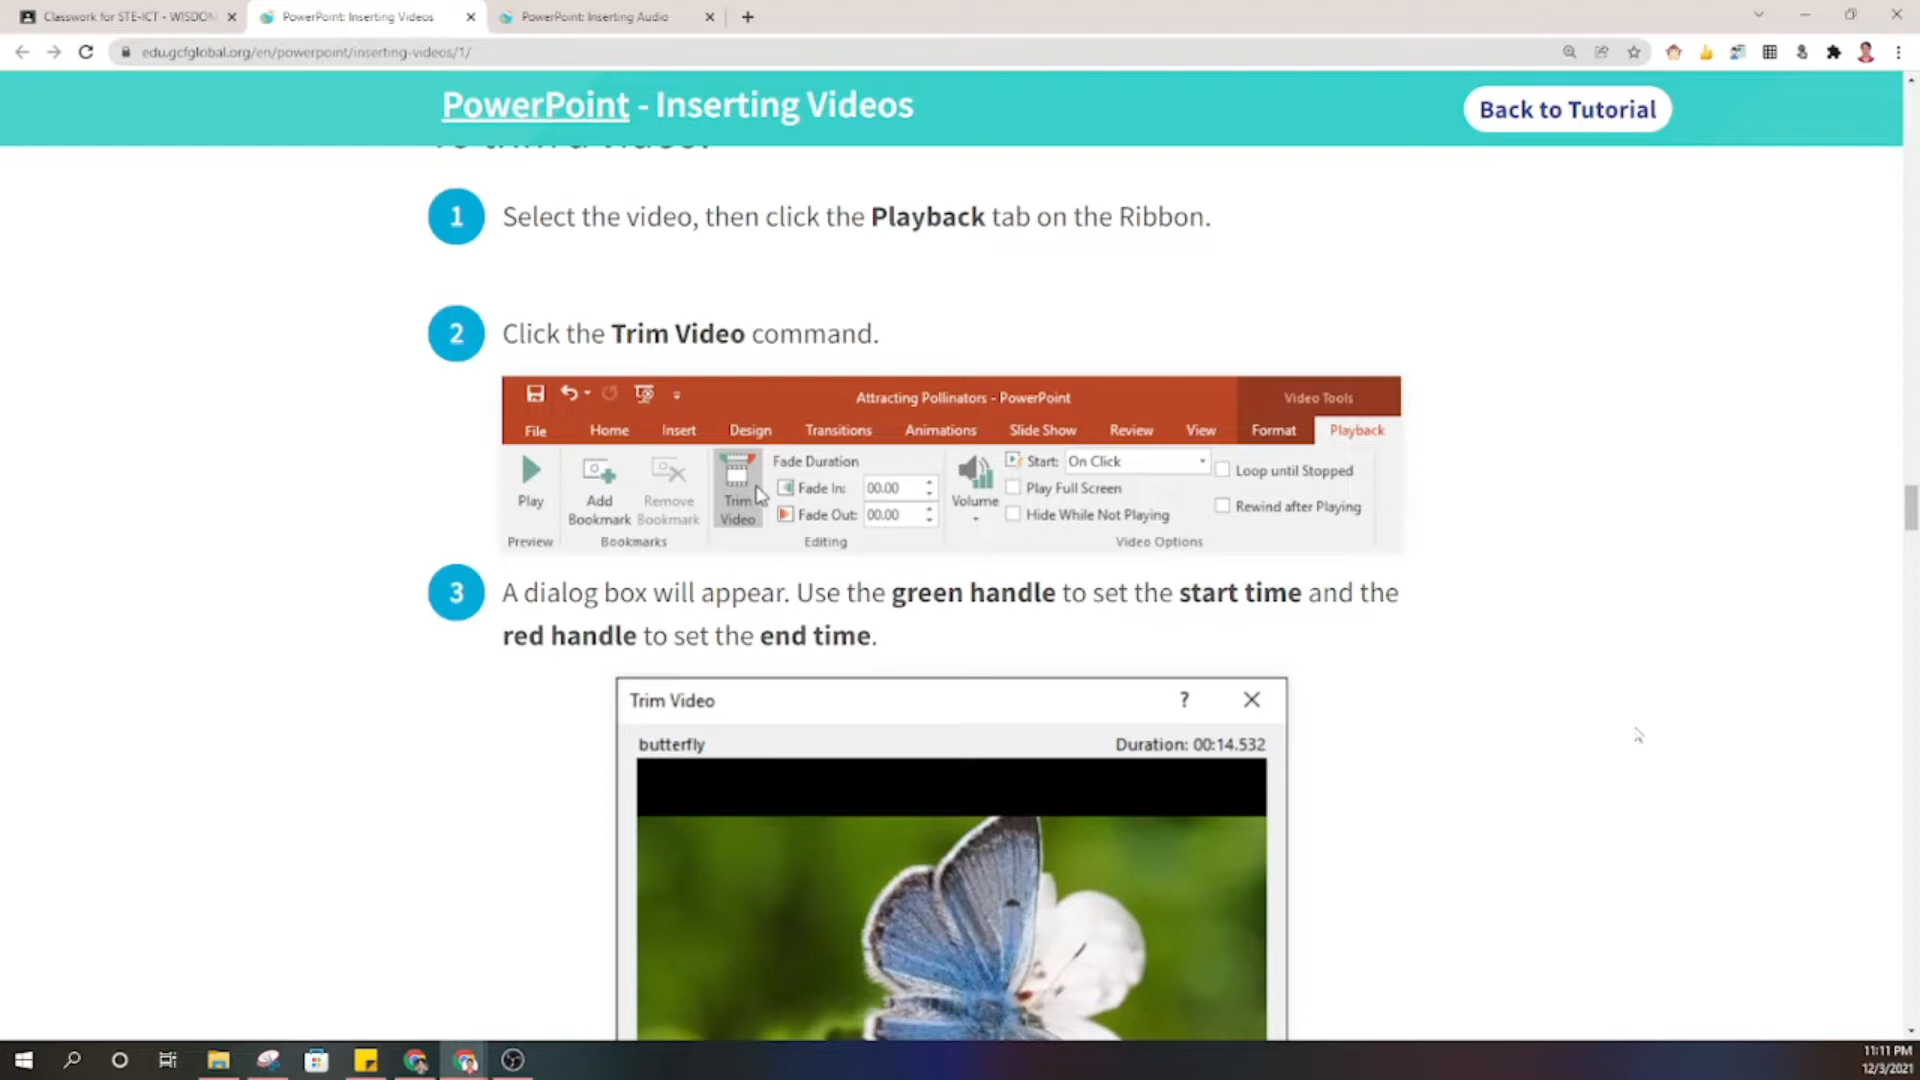 Classwork for STE-ICT - WISDOM
PowerPoint: Inserting Videos
PowerPoint: Inserting Audio
edu.gcfglobal.org/en/powerpoint/inserting-videos/1/
PowerPoint - Inserting Videos
Back to Tutorial
To trim a video:
1 Select the video, then click the Playback tab on the Ribbon.
2 Click the Trim Video command.
Attracting Pollinators - PowerPoint
Video Tools
File Home Insert Design Transitions Animations Slide Show Review View Format Playback
Play
Preview
Add
Bookmark
Remove
Bookmark
Bookmarks
Trim
Video
Fade Duration
Fade In: 00.00
Fade Out: 00.00
Editing
Volume
Start: On Click
Play Full Screen
Hide While Not Playing
Loop until Stopped
Rewind after Playing
Video Options
3 A dialog box will appear. Use the green handle to set the start time and the
red handle to set the end time.
Trim Video
?
butterfly
Duration: 00:14.532
11:11 PM
12/3/2021